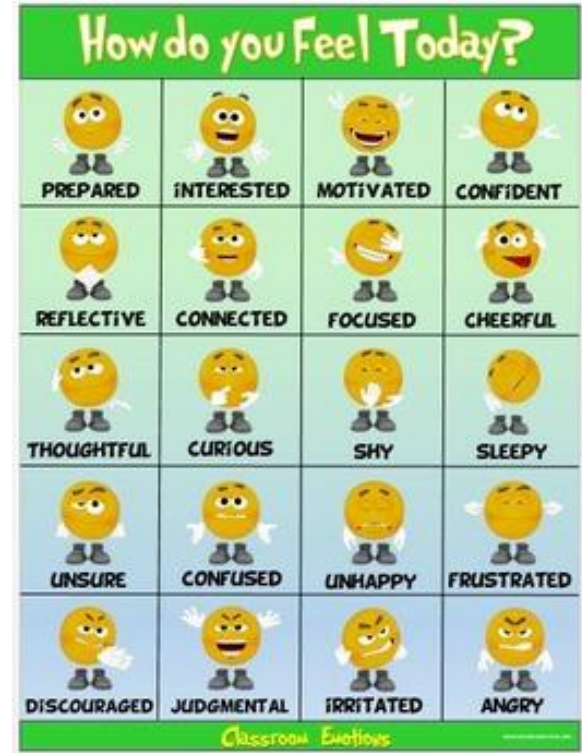 How do you Feel Today?
PREPARED INTERESTED MOTIVATED CONFIDENT
REFLECTIVE CONNECTED FOCUSED CHEERFUL
THOUGHTFUL CURIOUS SHY SLEEPY
UNSURE CONFUSED UNHAPPY FRUSTRATED
DISCOURAGED JUDGMENTAL IRRITATED ANGRY
Classroom Emotions